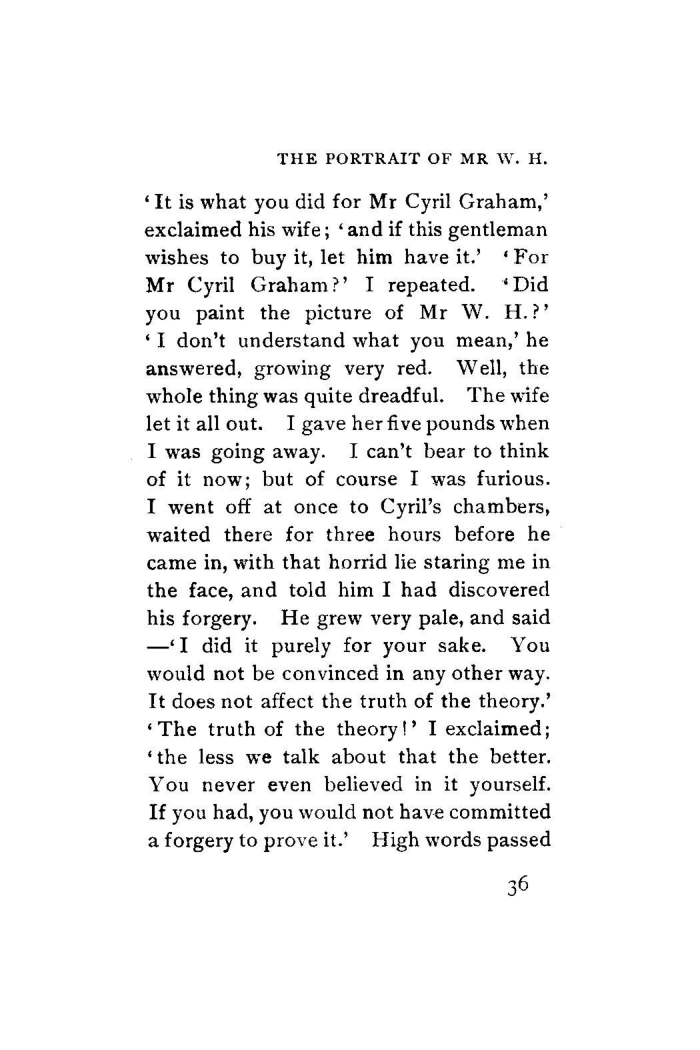 THE PORTRAIT OF MR W. H.
‘It is what you did for Mr Cyril Graham,’
exclaimed his wife; ‘and if this gentleman
wishes to buy it, let him have it.’ ‘For
Mr Cyril Graham?’ I repeated. ‘Did
you paint the picture of Mr W. H.?’
‘I don’t understand what you mean,’ he
answered, growing very red. Well, the
whole thing was quite dreadful. The wife
let it all out. I gave her five pounds when
I was going away. I can’t bear to think
of it now; but of course I was furious.
I went off at once to Cyril’s chambers,
waited there for three hours before he
came in, with that horrid lie staring me in
the face, and told him I had discovered
his forgery. He grew very pale, and said
—‘I did it purely for your sake. You
would not be convinced in any other way.
It does not affect the truth of the theory.’
‘The truth of the theory!’ I exclaimed;
‘the less we talk about that the better.
You never even believed in it yourself.
If you had, you would not have committed
a forgery to prove it.’ High words passed
36